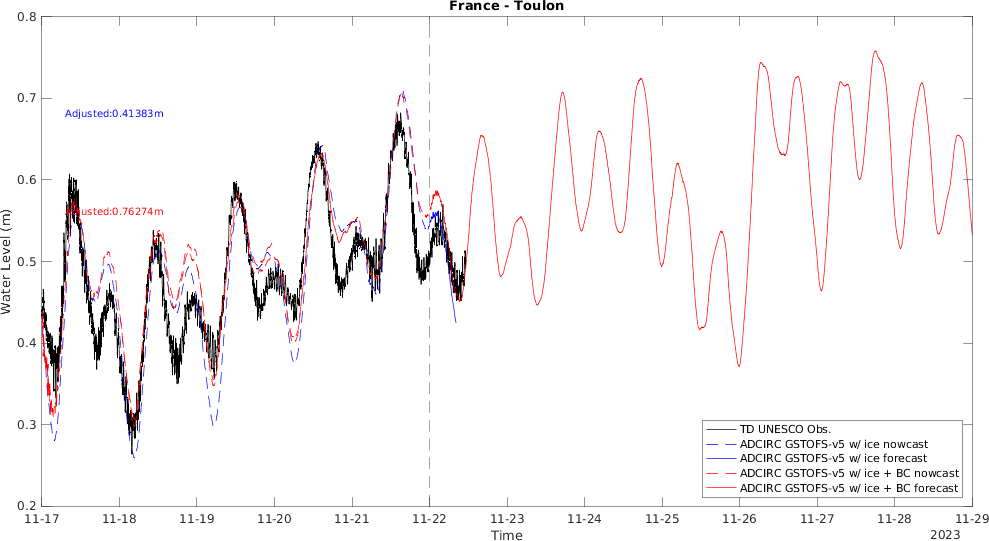 France - Toulon
0.8
0.7
0.6
0.5
0.4
0.3
0.2
Water Level (m)
Adjusted:0.41383m
Adjusted:0.76274m
TD UNESCO Obs.
ADCIRC GSTOFS-v5 w/ ice nowcast
ADCIRC GSTOFS-v5 w/ ice forecast
ADCIRC GSTOFS-v5 w/ ice + BC nowcast
ADCIRC GSTOFS-v5 w/ ice + BC forecast
11-17 11-18 11-19 11-20 11-21 11-22 11-23 11-24 11-25 11-26 11-27 11-28 11-29
Time
2023